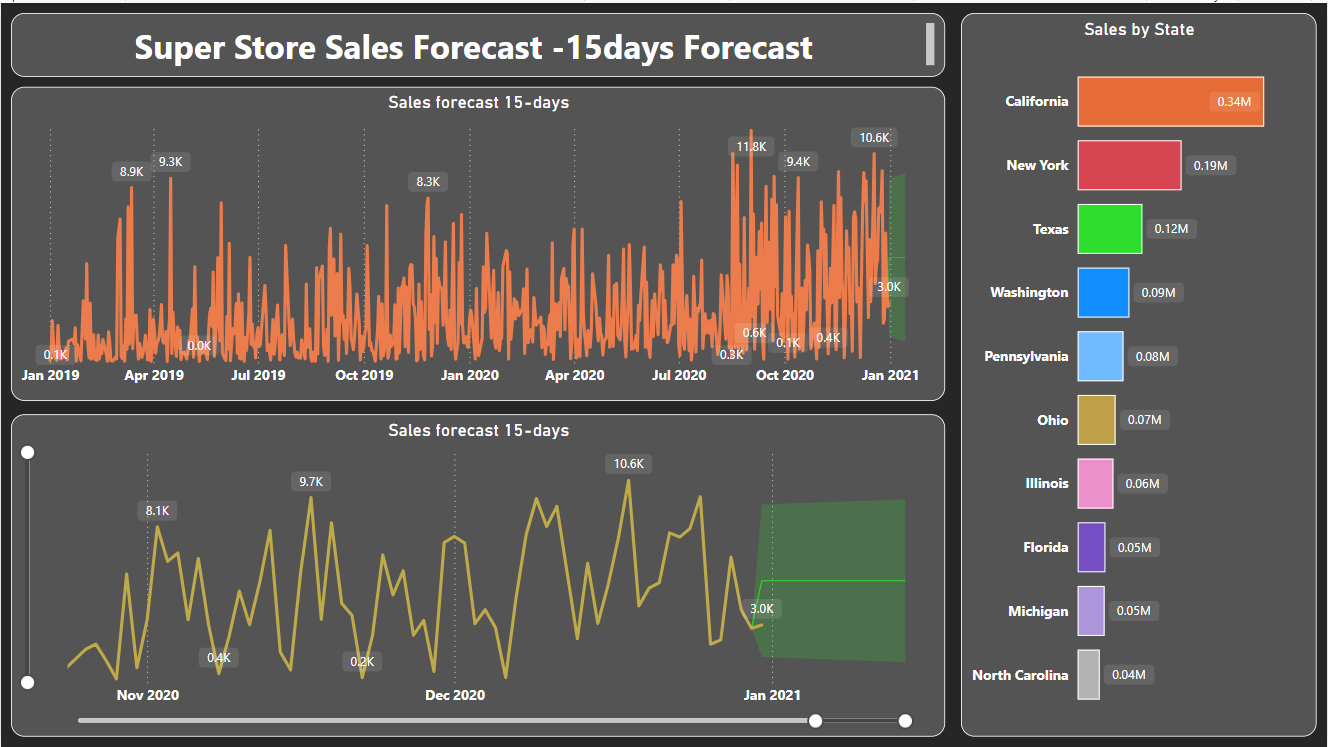 Super Store Sales Forecast -15days Forecast
Sales forecast 15-days
8.9K
9.3K
8.3K
11.8K
9.4K
10.6K
0.1K
0.0K
0.3K
0.6K
0.1K
0.4K
3.0K
Jan 2019 Apr 2019 Jul 2019 Oct 2019 Jan 2020 Apr 2020 Jul 2020 Oct 2020 Jan 2021
Sales forecast 15-days
8.1K
9.7K
10.6K
0.4K
0.2K
3.0K
Nov 2020 Dec 2020 Jan 2021
Sales by State
California 0.34M
New York 0.19M
Texas 0.12M
Washington 0.09M
Pennsylvania 0.08M
Ohio 0.07M
Illinois 0.06M
Florida 0.05M
Michigan 0.05M
North Carolina 0.04M